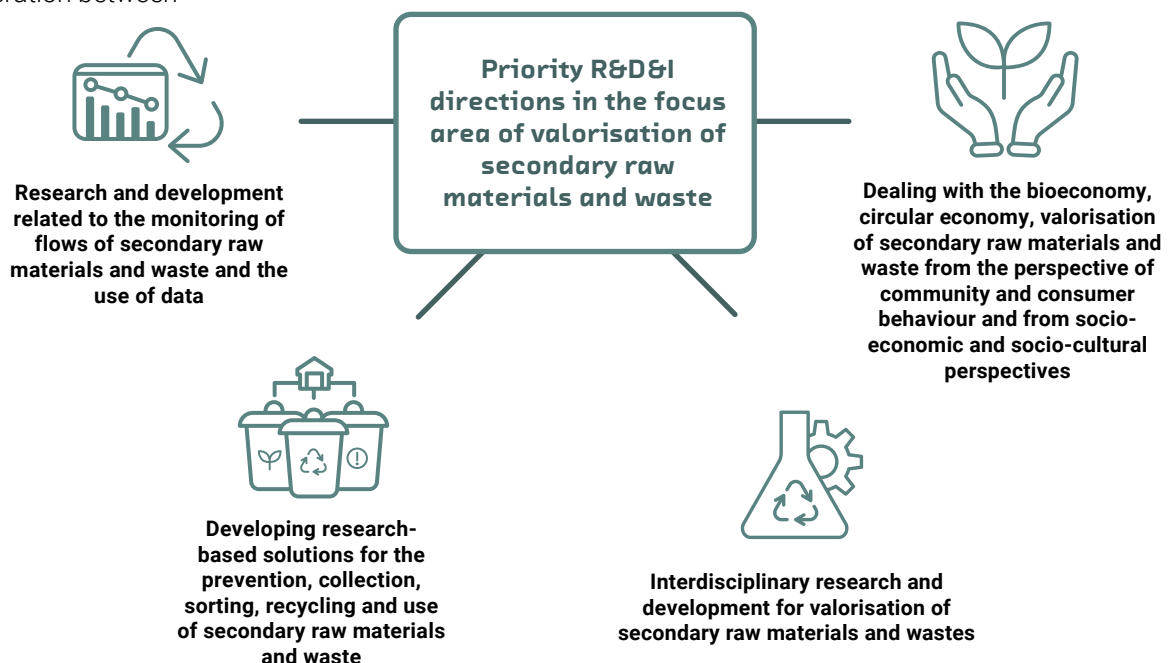 Priority R&D&I
directions in the focus
area of valorisation of
secondary raw
materials and waste
Research and development
related to the monitoring of
flows of secondary raw
materials and waste and the
use of data
Dealing with the bioeconomy,
circular economy, valorisation
of secondary raw materials and
waste from the perspective of
community and consumer
behaviour and from socio-
economic and socio-cultural
perspectives
Developing research-
based solutions for the
prevention, collection,
sorting, recycling and use
of secondary raw materials
and waste
Interdisciplinary research and
development for valorisation of
secondary raw materials and wastes